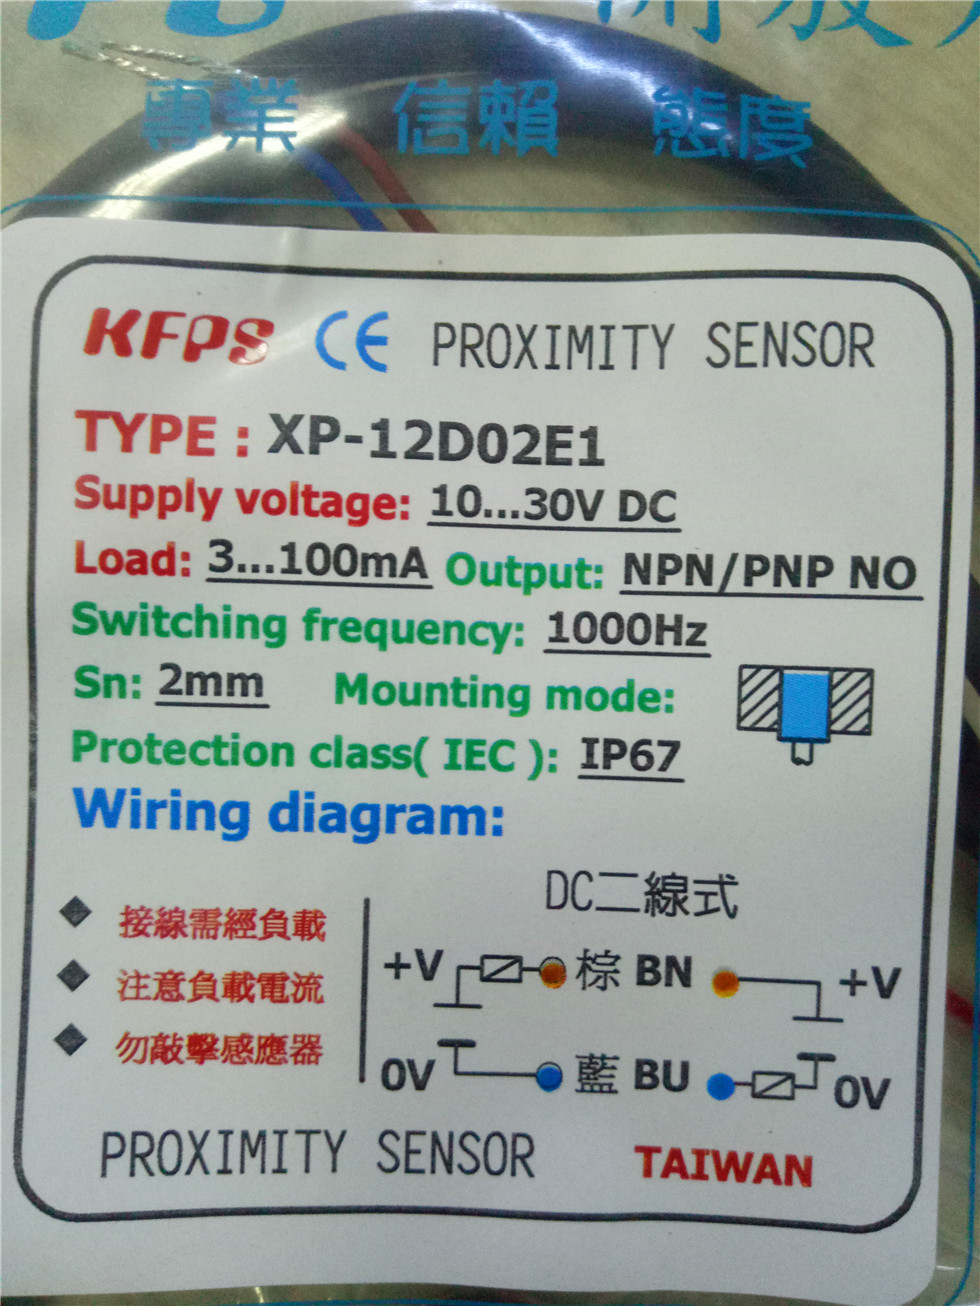 專業 信賴 態度
KFPS CE PROXIMITY SENSOR
TYPE : XP-12D02E1
Supply voltage: 10...30V DC
Load: 3...100mA Output: NPN/PNP NO
Switching frequency: 1000Hz
Sn: 2mm Mounting mode:
Protection class( IEC ): IP67
Wiring diagram:
DC二線式
接線需經負載
注意負載電流
勿敲擊感應器
+V 棕 BN +V
0V 藍 BU 0V
PROXIMITY SENSOR TAIWAN